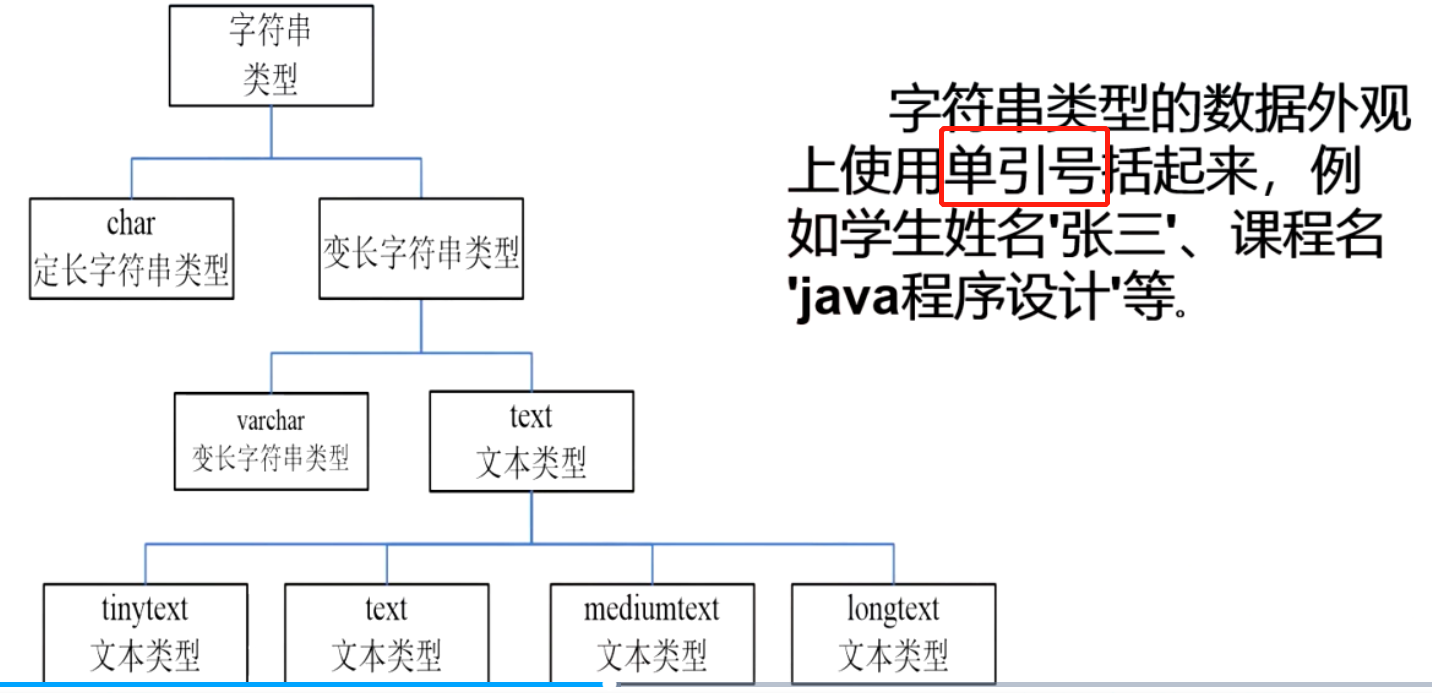 字符串
类型
char
定长字符串类型
变长字符串类型
varchar
变长字符串类型
text
文本类型
tinytext
文本类型
text
文本类型
mediumtext
文本类型
longtext
文本类型
字符串类型的数据外观
上使用单引号括起来，例
如学生姓名'张三'、课程名
'java程序设计'等。